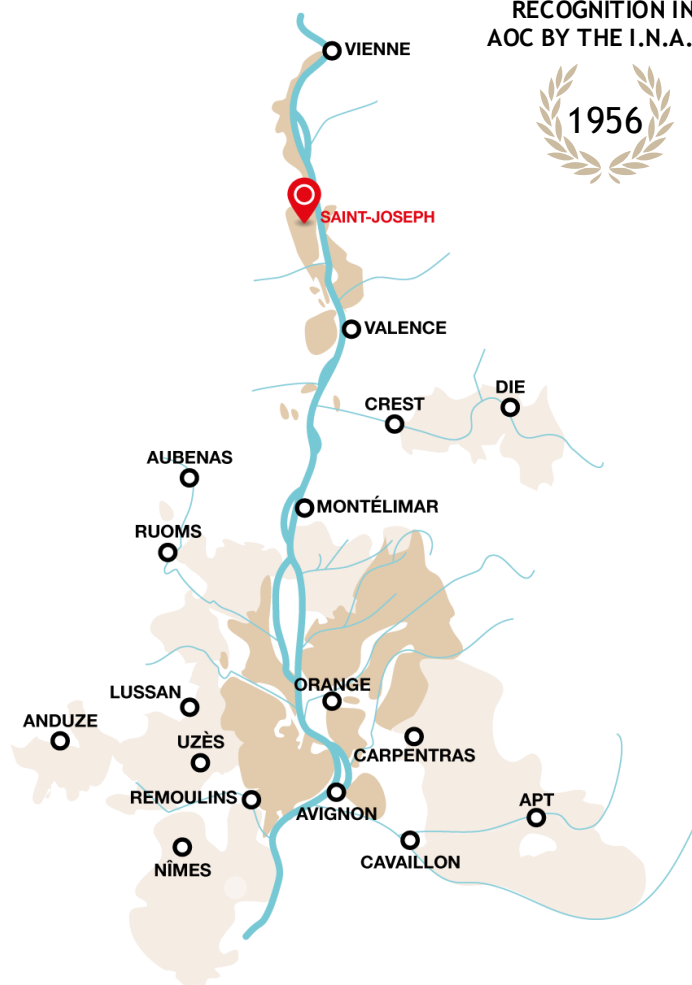 RECOGNITION IN
AOC BY THE I.N.A.
1956
VIENNE
SAINT-JOSEPH
VALENCE
DIE
CREST
AUBENAS
MONTÉLIMAR
RUOMS
ORANGE
LUSSAN
ANDUZE
UZÈS
CARPENTRAS
REMOULINS
APT
AVIGNON
CAVAILLON
NÎMES